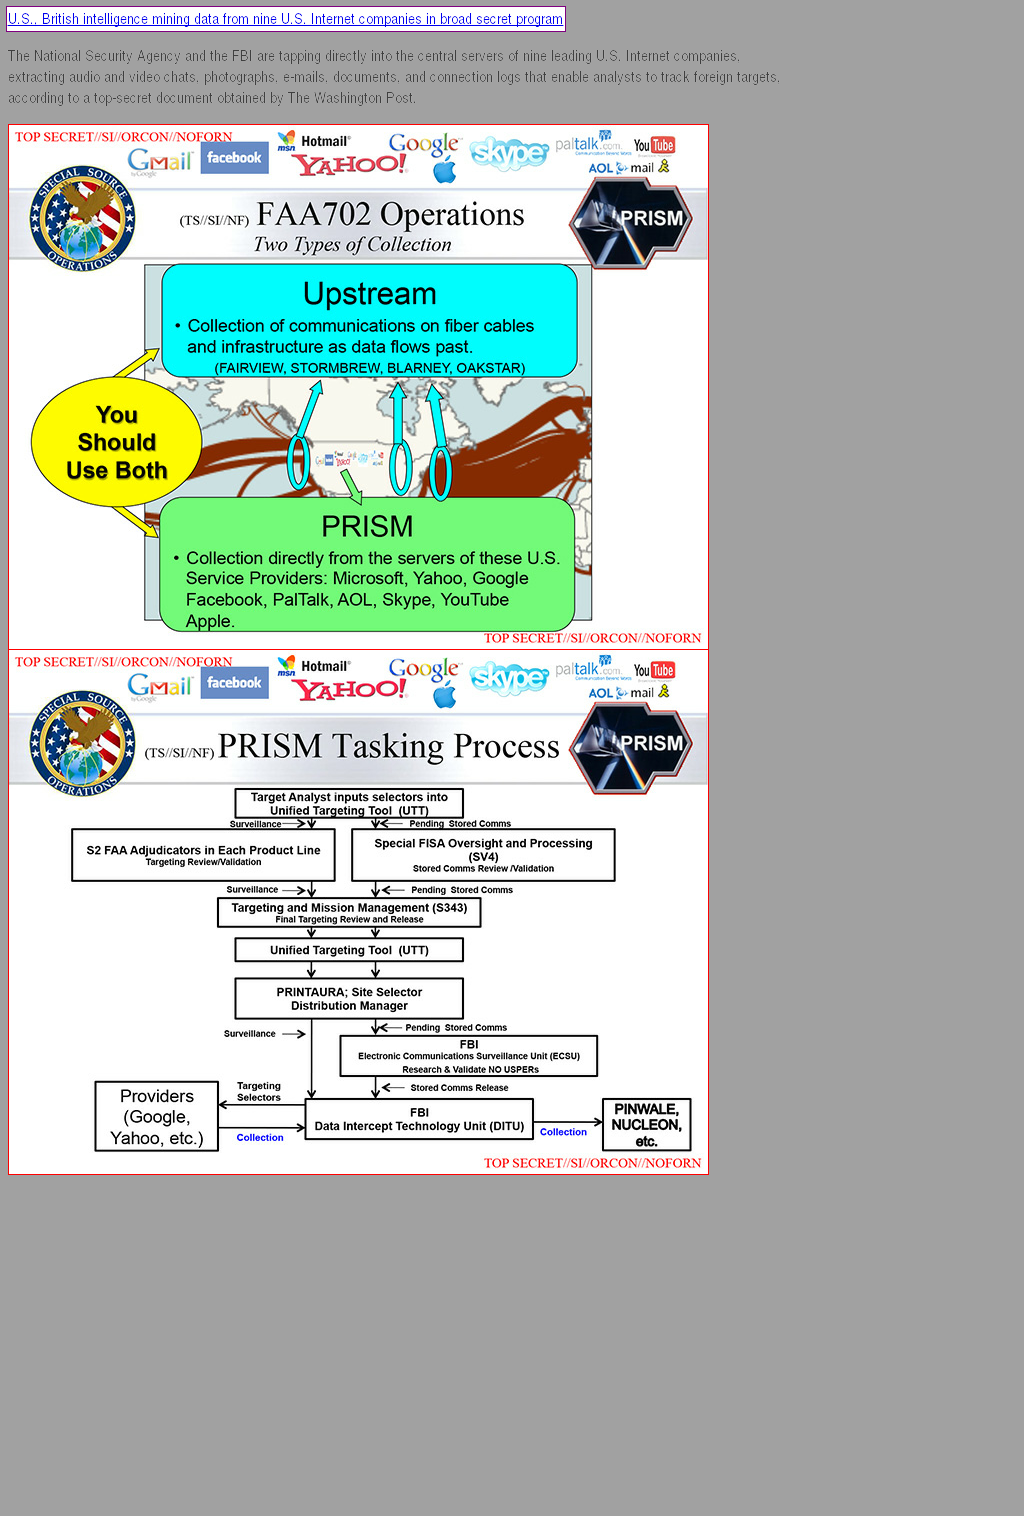 U.S., British intelligence mining data from nine U.S. Internet companies in broad secret program
The National Security Agency and the FBI are tapping directly into the central servers of nine leading U.S. Internet companies,
extracting audio and video chats, photographs, e-mails, documents, and connection logs that enable analysts to track foreign targets,
according to a top-secret document obtained by The Washington Post.
TOP SECRET//SI//ORCON//NOFORN
Gmail
by Google
facebook
msn
Hotmail
YAHOO!
Google
skype
paltalk.com
Communication Beyond Words
YouTube
AOL mail
SPECIAL SOURCE
OPERATIONS
(TS//SI//NF) FAA702 Operations
Two Types of Collection
PRISM
Upstream
• Collection of communications on fiber cables
and infrastructure as data flows past.
(FAIRVIEW, STORMBREW, BLARNEY, OAKSTAR)
You
Should
Use Both
PRISM
• Collection directly from the servers of these U.S.
Service Providers: Microsoft, Yahoo, Google
Facebook, PalTalk, AOL, Skype, YouTube
Apple.
TOP SECRET//SI//ORCON//NOFORN
TOP SECRET//SI//ORCON//NOFORN
Gmail
by Google
facebook
msn
Hotmail
YAHOO!
Google
skype
paltalk.com
Communication Beyond Words
YouTube
AOL mail
SPECIAL SOURCE
OPERATIONS
(TS//SI//NF) PRISM Tasking Process
PRISM
Target Analyst inputs selectors into
Unified Targeting Tool (UTT)
Surveillance
Pending Stored Comms
S2 FAA Adjudicators in Each Product Line
Targeting Review/Validation
Special FISA Oversight and Processing
(SV4)
Stored Comms Review /Validation
Surveillance
Pending Stored Comms
Targeting and Mission Management (S343)
Final Targeting Review and Release
Unified Targeting Tool (UTT)
PRINTAURA; Site Selector
Distribution Manager
Surveillance
Pending Stored Comms
FBI
Electronic Communications Surveillance Unit (ECSU)
Research & Validate NO USPERs
Stored Comms Release
Providers
(Google,
Yahoo, etc.)
Targeting
Selectors
Collection
FBI
Data Intercept Technology Unit (DITU)
Collection
PINWALE,
NUCLEON,
etc.
TOP SECRET//SI//ORCON//NOFORN